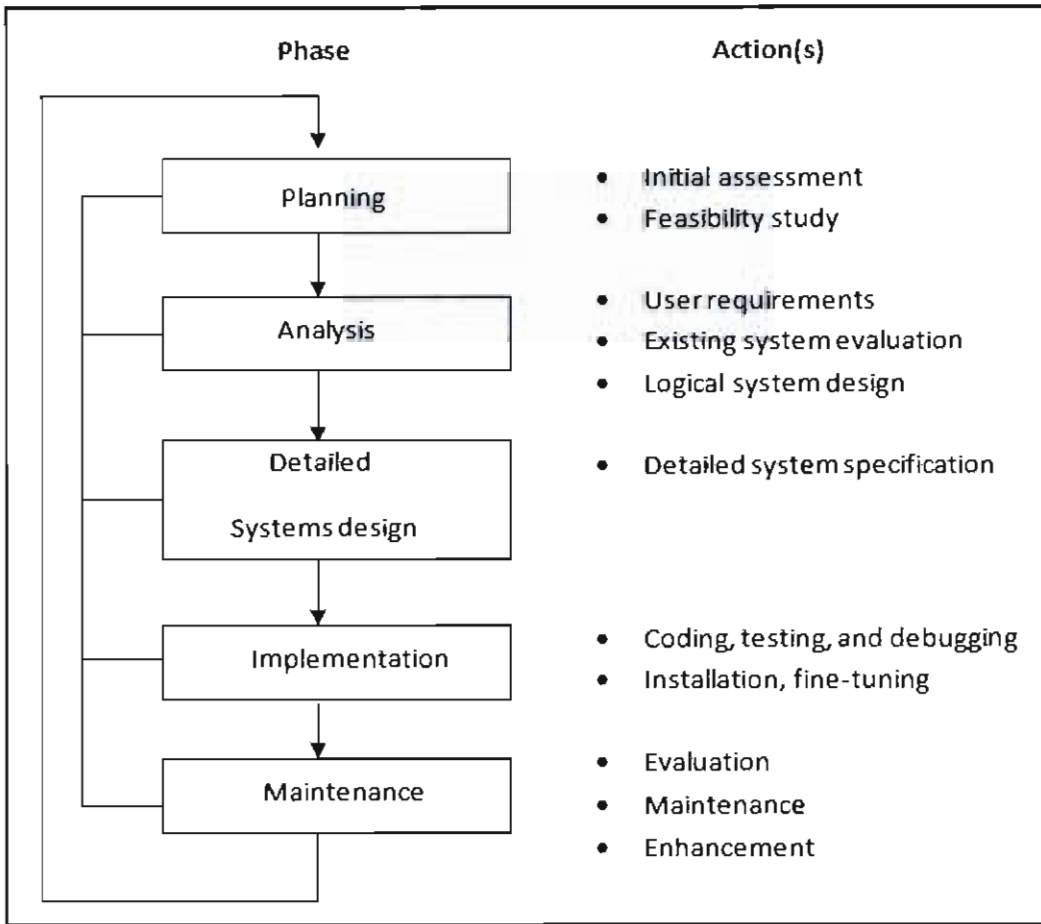 Phase Action(s)
Planning
• Initial assessment
• Feasibility study
Analysis
• User requirements
• Existing system evaluation
• Logical system design
Detailed
Systems design
• Detailed system specification
Implementation
• Coding, testing, and debugging
• Installation, fine-tuning
Maintenance
• Evaluation
• Maintenance
• Enhancement